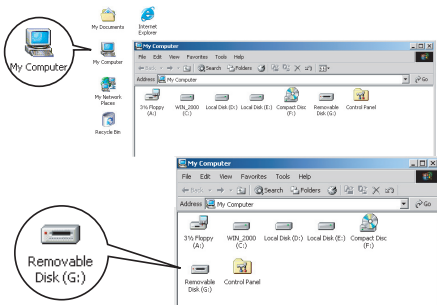 My Documents
Internet
Explorer
My Computer
My Computer
My Network
Places
Recycle Bin
My Computer
File Edit View Favorites Tools Help
Back Search Folders
Address My Computer Go
3½ Floppy (A:)
WIN_2000 (C:)
Local Disk (D:)
Local Disk (E:)
Compact Disc (F:)
Removable Disk (G:)
Control Panel
My Computer
File Edit View Favorites Tools Help
Back Search Folders
Address My Computer Go
3½ Floppy (A:)
WIN_2000 (C:)
Local Disk (D:)
Local Disk (E:)
Compact Disc (F:)
Removable Disk (G:)
Control Panel
Removable
Disk (G:)